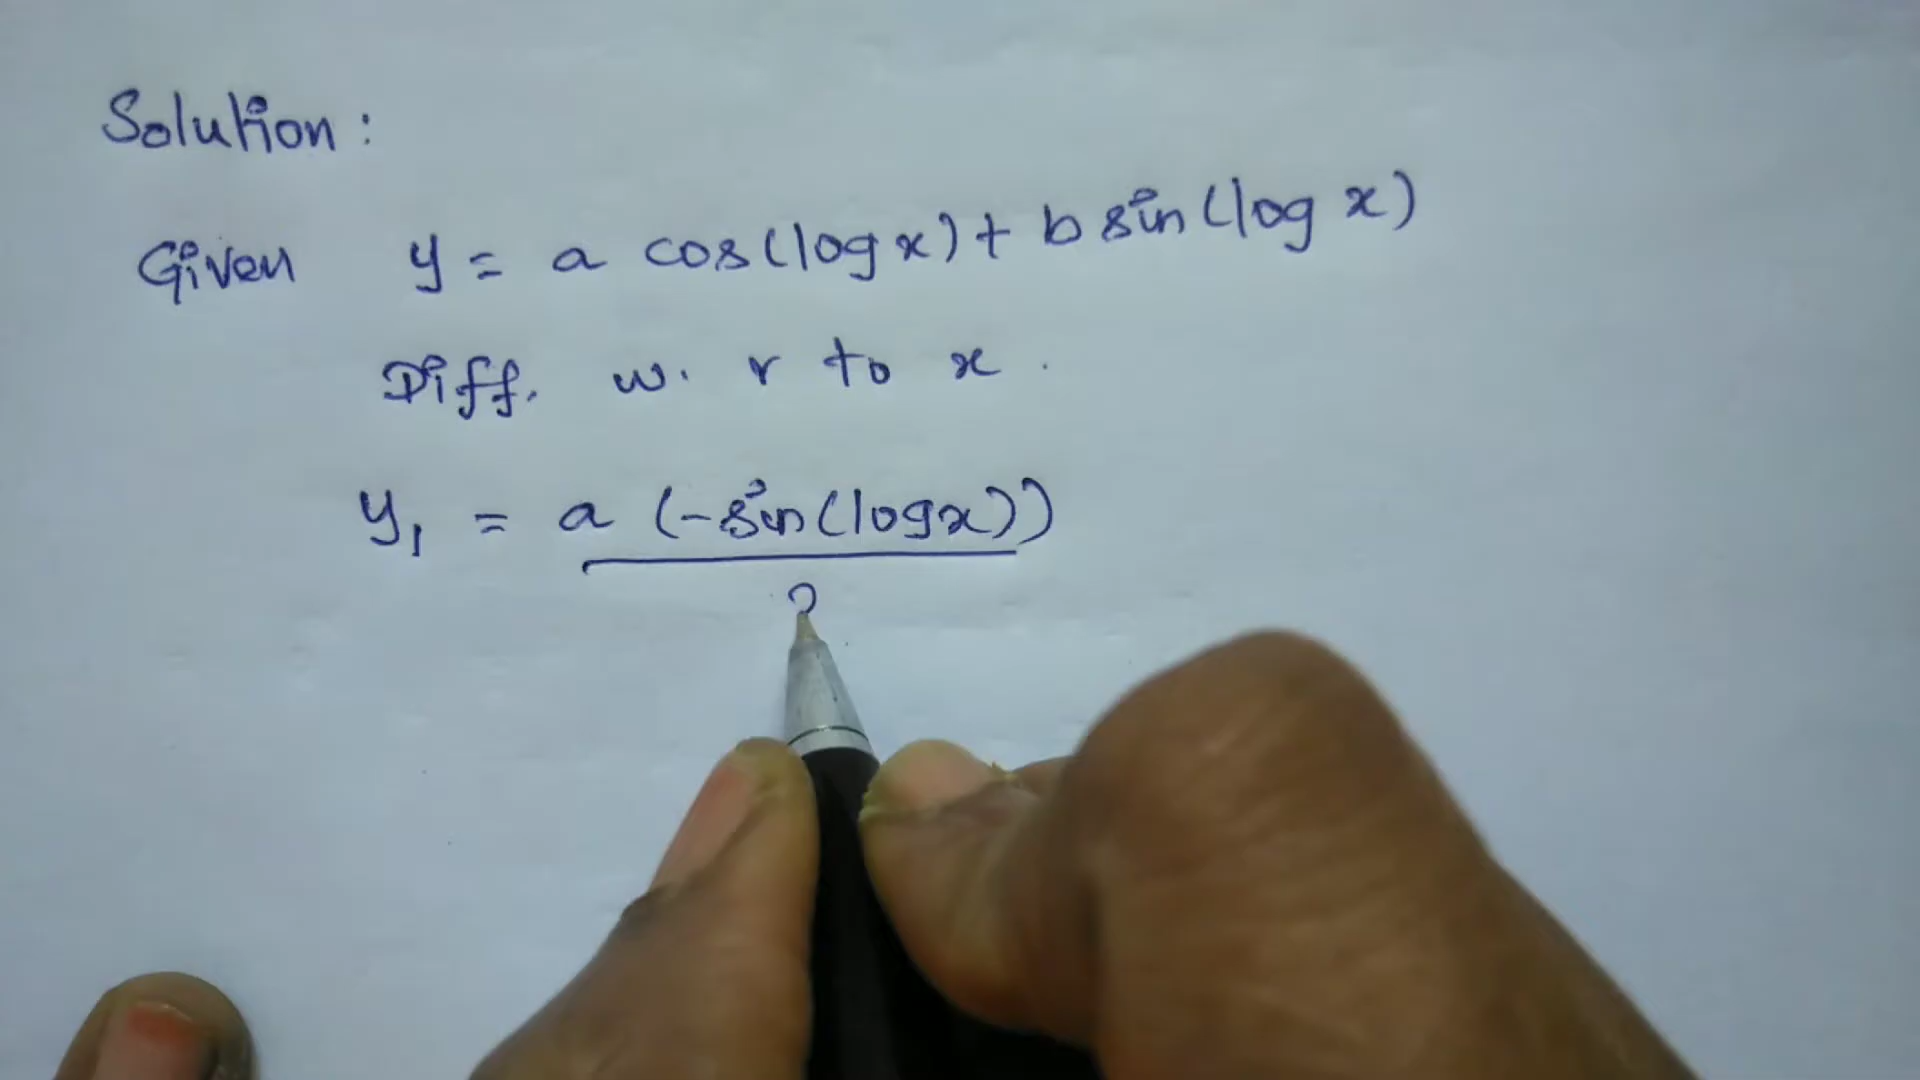 Solution :
Given y = a cos(log x) + b sin (log x)
Diff. w. r to x .
y₁ = a (-sin(log x))